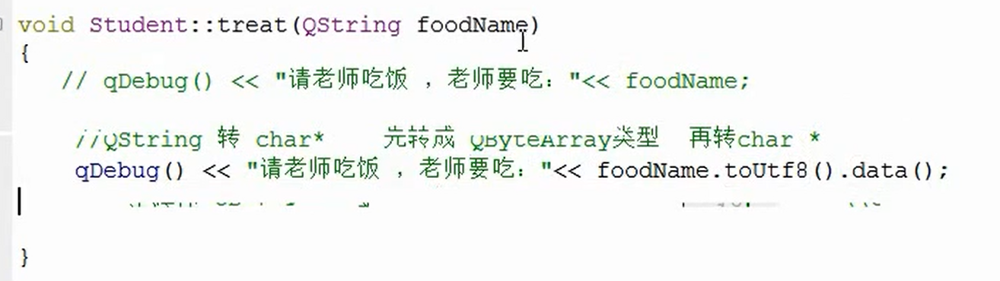 void Student::treat(QString foodName)
{
// qDebug() << "请老师吃饭 ，老师要吃："<< foodName;
//QString 转 char* 先转成 QByteArray类型 再转char *
qDebug() << "请老师吃饭 ，老师要吃："<< foodName.toUtf8().data();
}